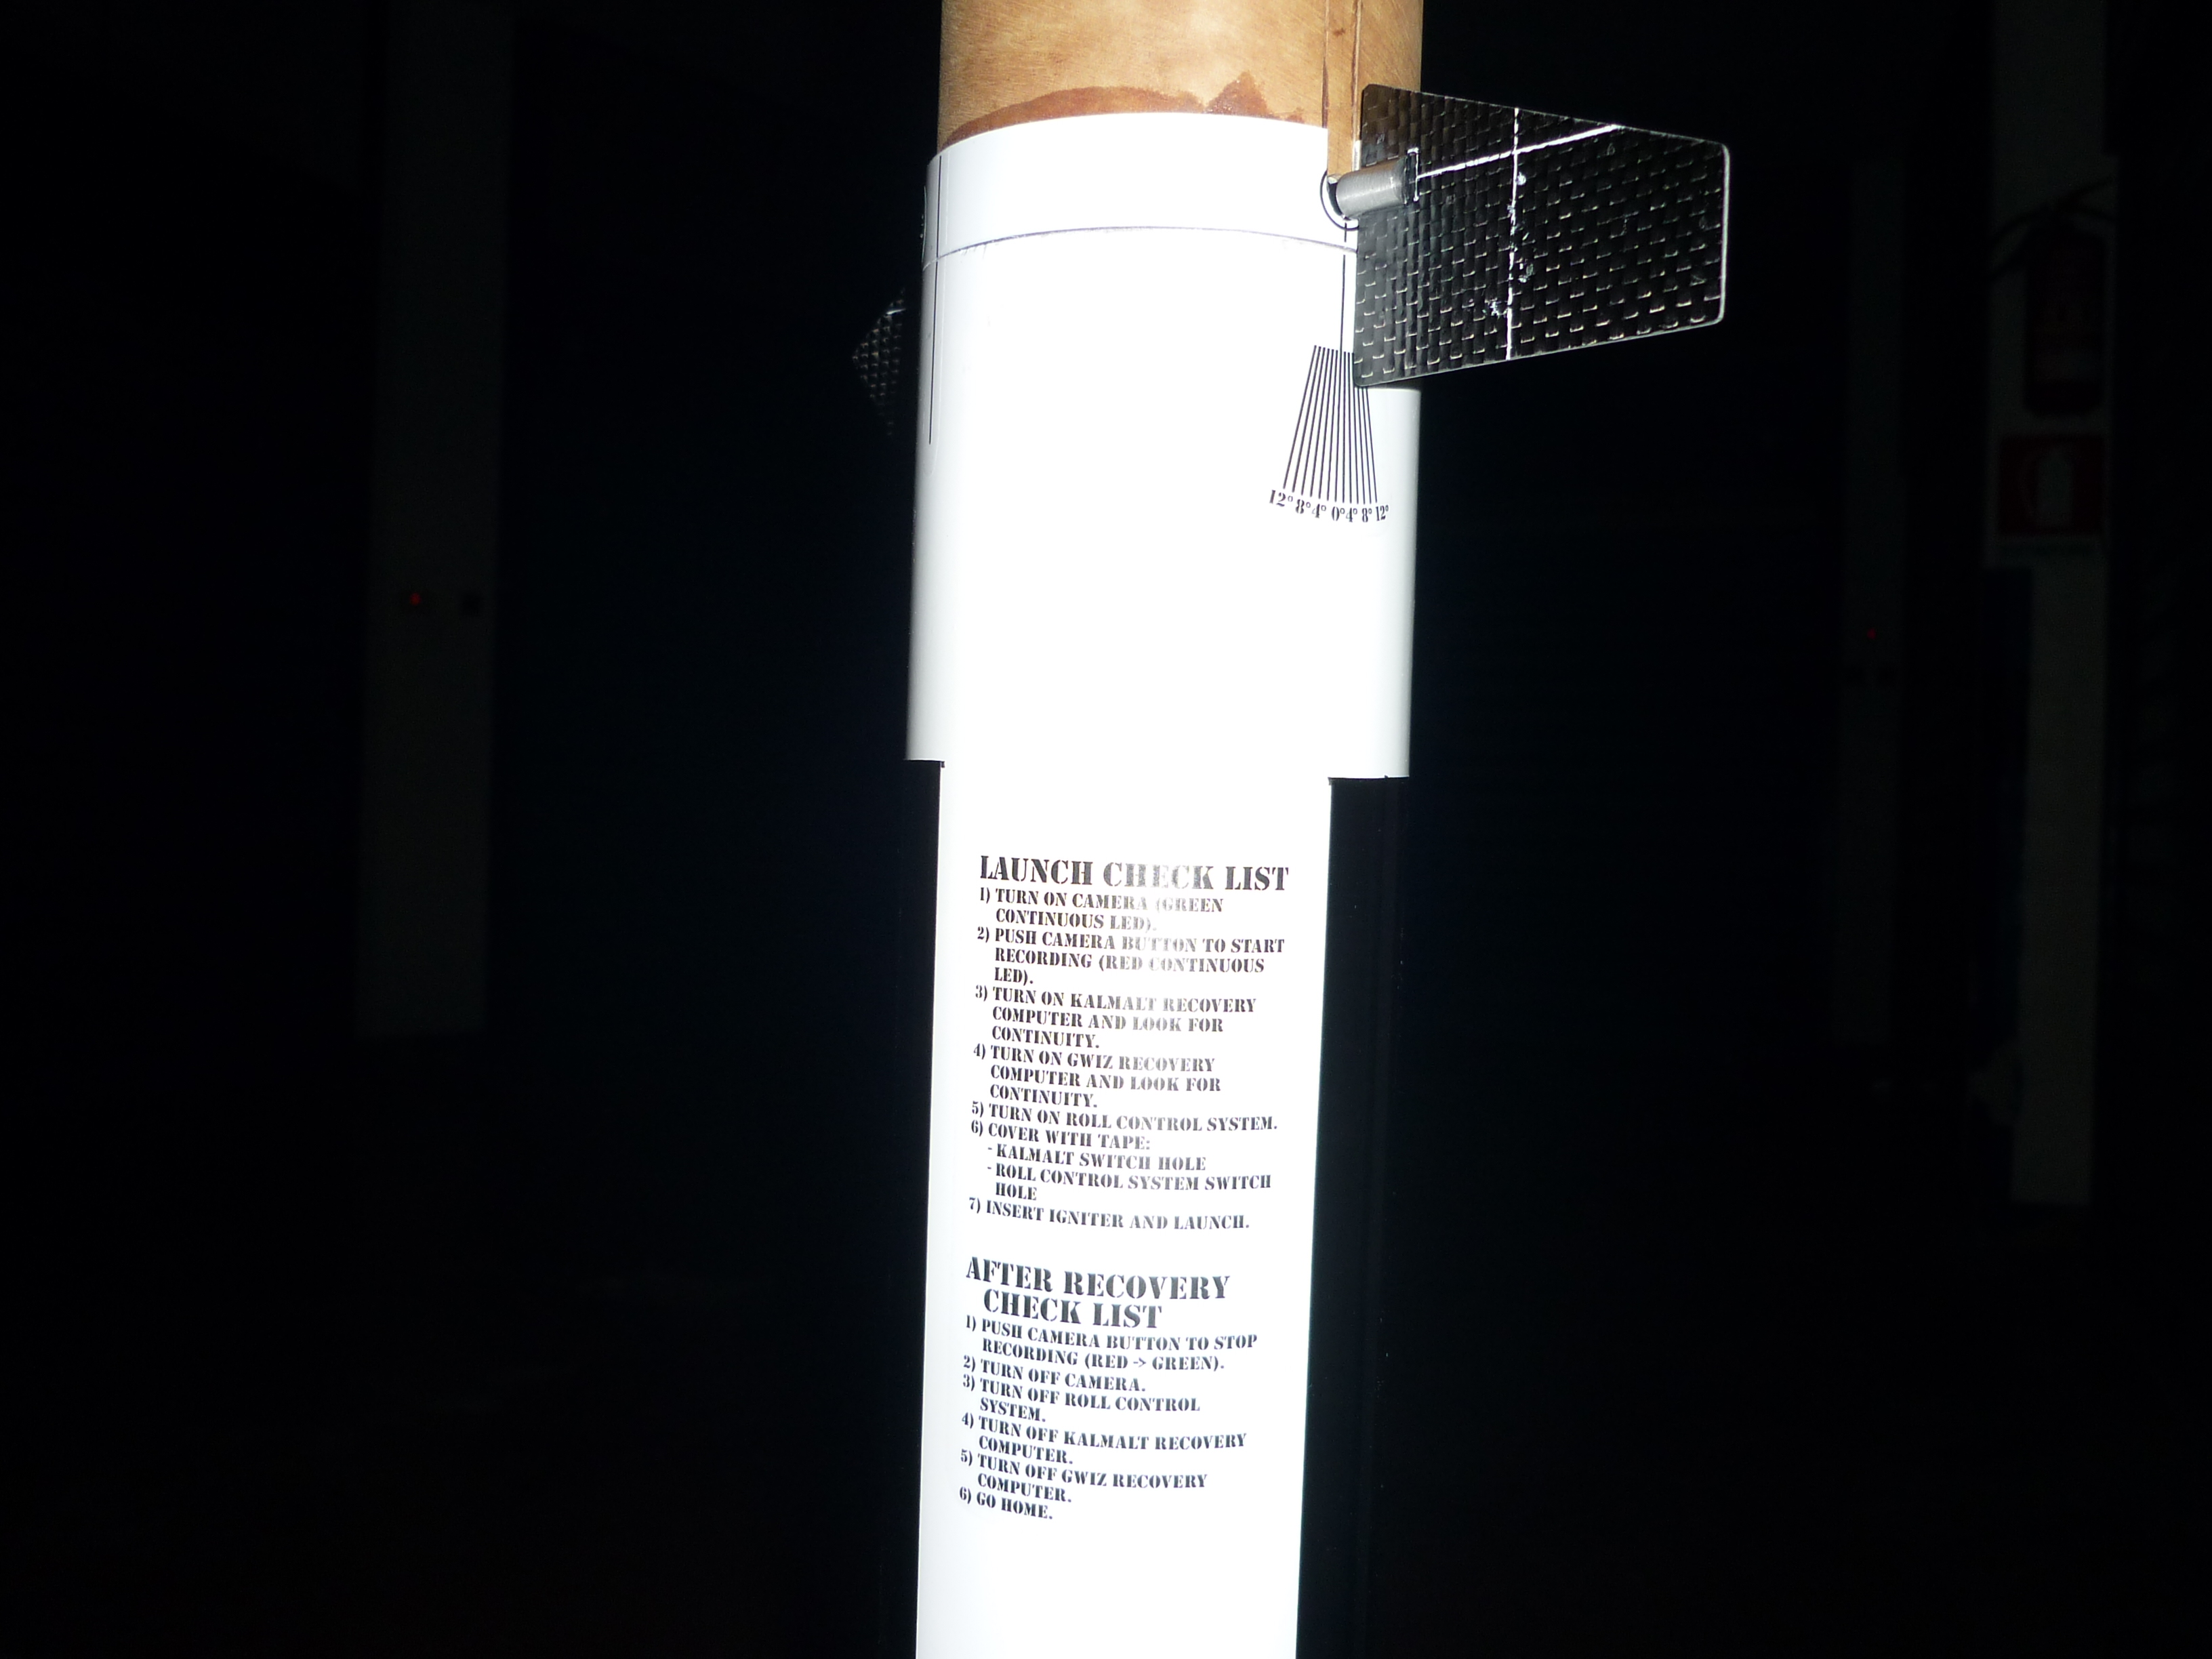 12° 8° 4° 0° 4° 8° 12°
LAUNCH CHECK LIST
1) TURN ON CAMERA (GREEN
CONTINUOUS LED).
2) PUSH CAMERA BUTTON TO START
RECORDING (RED CONTINUOUS
LED).
3) TURN ON KALMALT RECOVERY
COMPUTER AND LOOK FOR
CONTINUITY.
4) TURN ON GWIZ RECOVERY
COMPUTER AND LOOK FOR
CONTINUITY.
5) TURN ON ROLL CONTROL SYSTEM.
6) COVER WITH TAPE:
- KALMALT SWITCH HOLE
- ROLL CONTROL SYSTEM SWITCH
HOLE
7) INSERT IGNITER AND LAUNCH.
AFTER RECOVERY
CHECK LIST
1) PUSH CAMERA BUTTON TO STOP
RECORDING (RED -> GREEN).
2) TURN OFF CAMERA.
3) TURN OFF ROLL CONTROL
SYSTEM.
4) TURN OFF KALMALT RECOVERY
COMPUTER.
5) TURN OFF GWIZ RECOVERY
COMPUTER.
6) GO HOME.